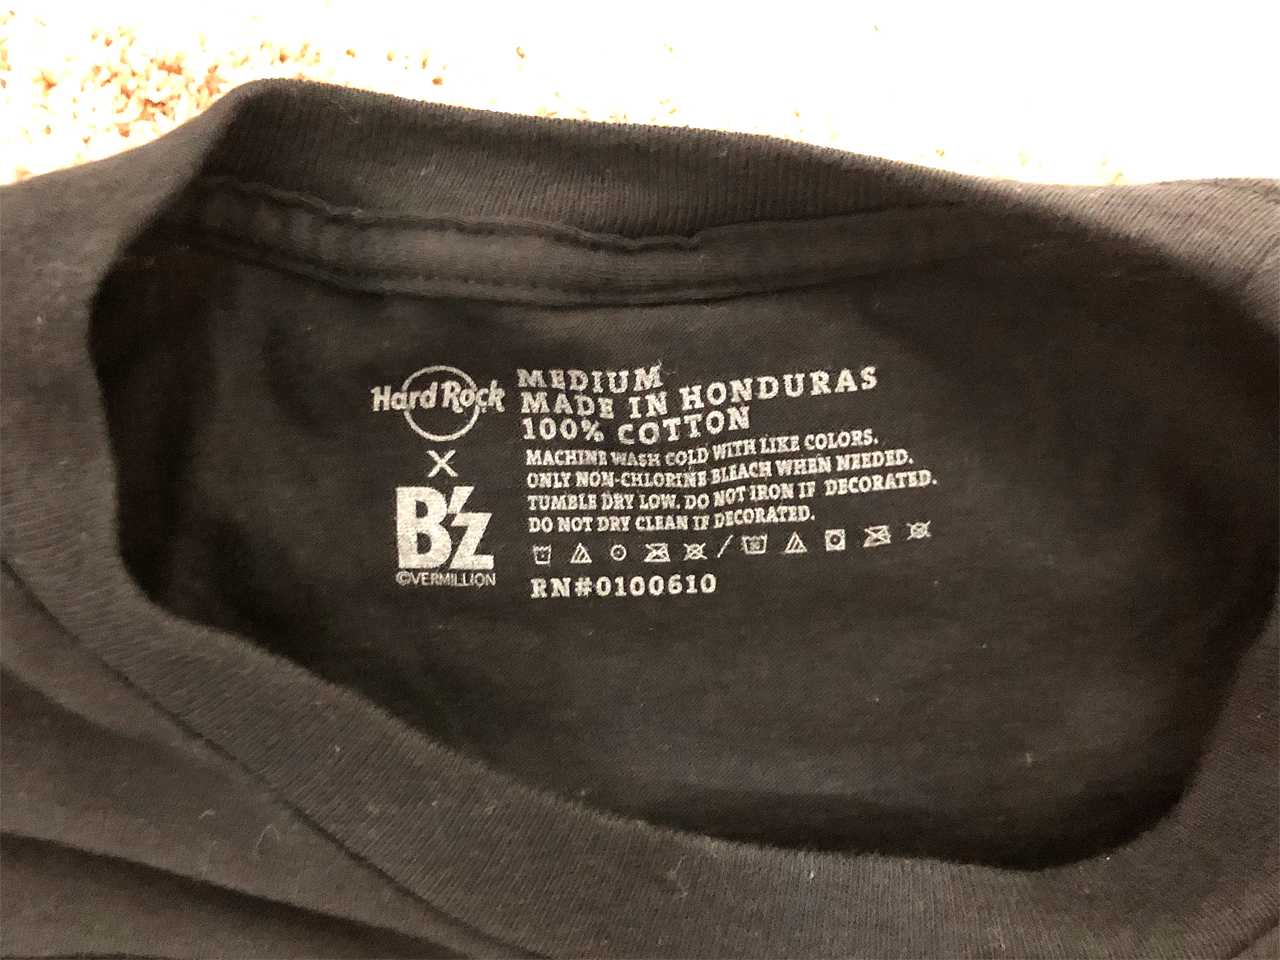 Hard Rock
X
B'z
©VERMILLION
MEDIUM
MADE IN HONDURAS
100% COTTON
MACHINE WASH COLD WITH LIKE COLORS.
ONLY NON-CHLORINE BLEACH WHEN NEEDED.
TUMBLE DRY LOW. DO NOT IRON IF DECORATED.
DO NOT DRY CLEAN IF DECORATED.
RN#0100610